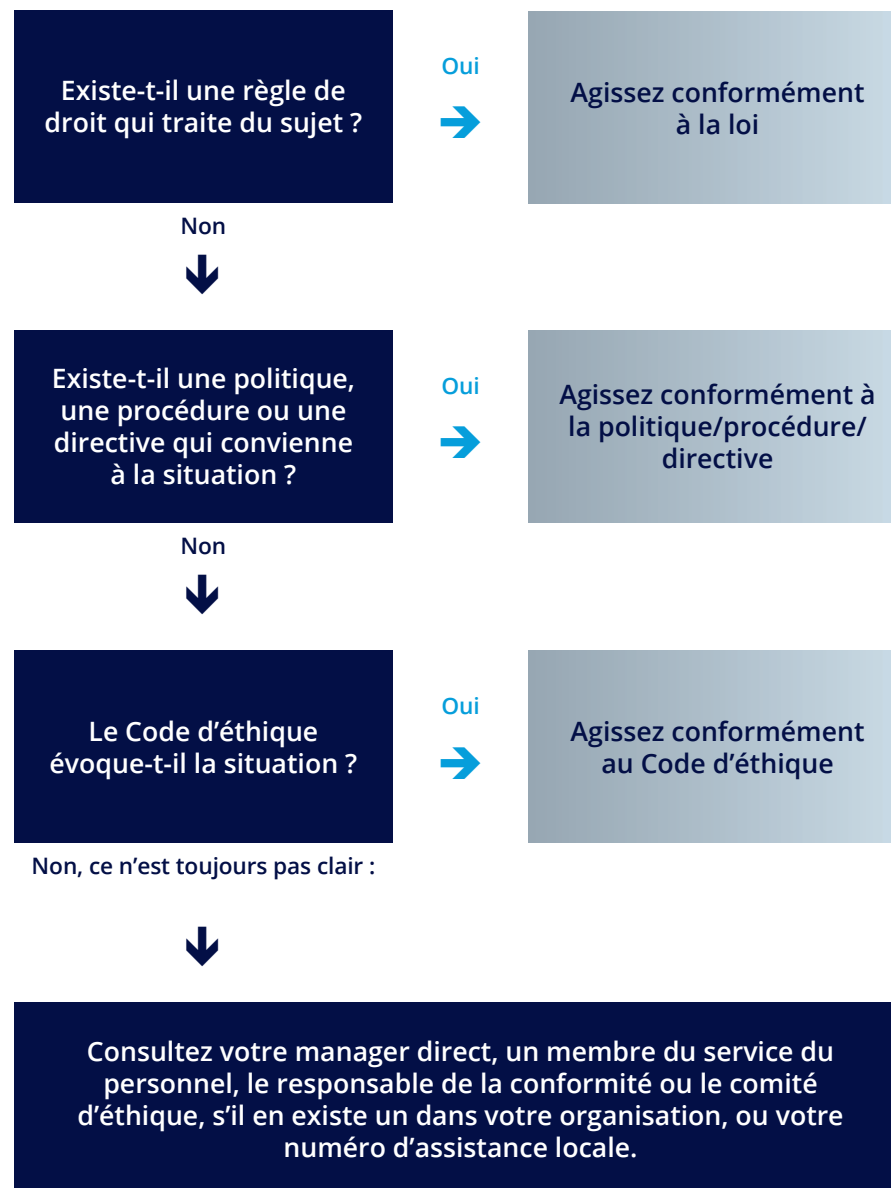 Existe-t-il une règle de
droit qui traite du sujet ?
Oui
Agissez conformément
à la loi
Non
Existe-t-il une politique,
une procédure ou une
directive qui convienne
à la situation ?
Oui
Agissez conformément à
la politique/procédure/
directive
Non
Le Code d’éthique
évoque-t-il la situation ?
Oui
Agissez conformément
au Code d’éthique
Non, ce n’est toujours pas clair :
Consultez votre manager direct, un membre du service du
personnel, le responsable de la conformité ou le comité
d’éthique, s’il en existe un dans votre organisation, ou votre
numéro d’assistance locale.